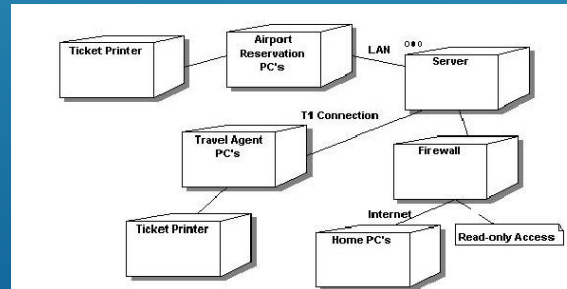 Ticket Printer
Airport
Reservation
PC's
LAN
Server
T1 Connection
Travel Agent
PC's
Firewall
Ticket Printer
Internet
Home PC's
Read-only Access